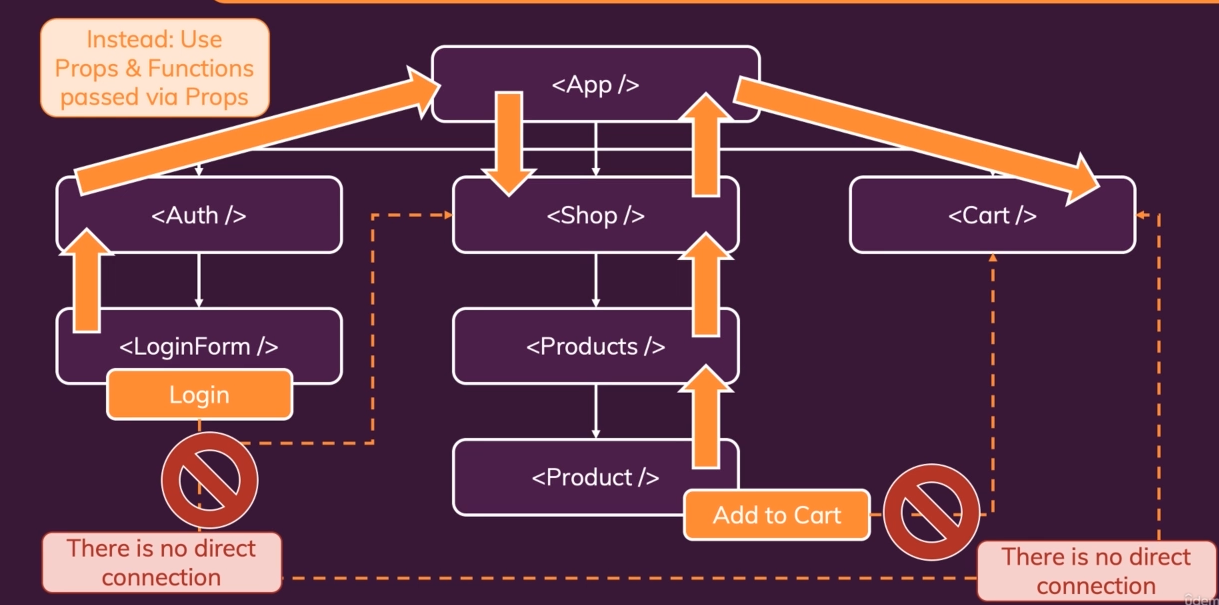 Instead: Use
Props & Functions
passed via Props
<App />
<Auth />
<Shop />
<Cart />
<LoginForm />
<Products />
Login
<Product />
Add to Cart
There is no direct
connection
There is no direct
connection